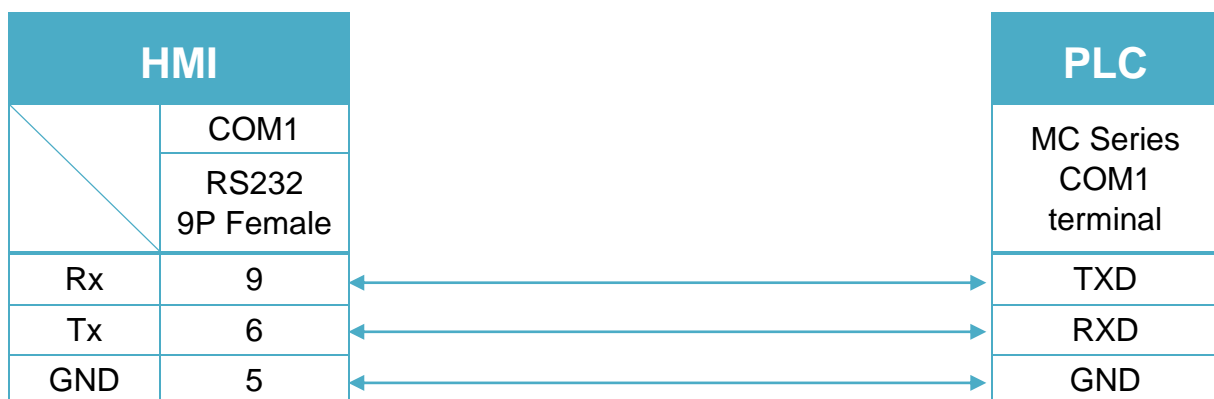 HMI PLC
COM1
RS232
9P Female
MC Series
COM1
terminal
Rx 9 TXD
Tx 6 RXD
GND 5 GND